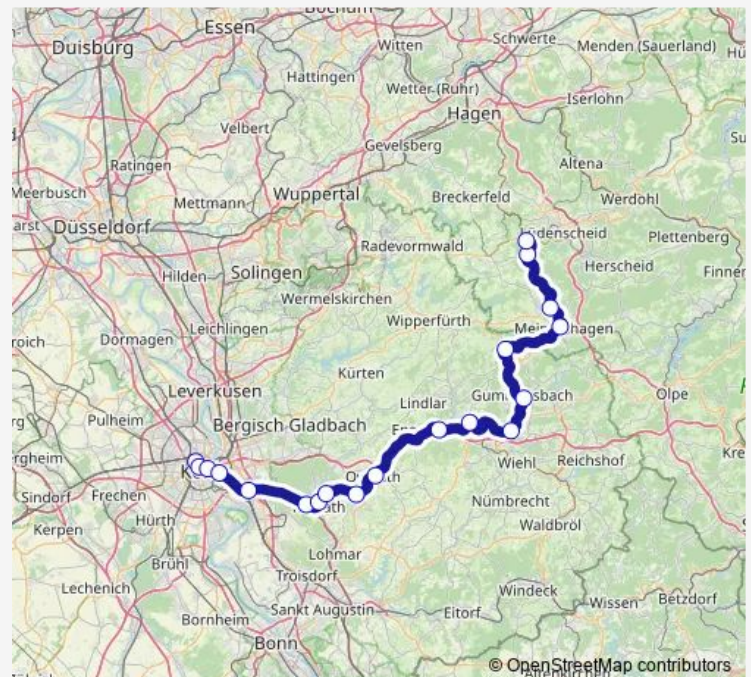 Bochum
Essen
Duisburg
Witten
Schwerte
Menden (Sauerland)
Hattingen
Wetter (Ruhr)
Iserlohn
Hagen
Velbert
Gevelsberg
Ratingen
Altena
Meerbusch
Mettmann
Wuppertal
Breckerfeld
Werdohl
Düsseldorf
Radevormwald
denscheid
Plettenberg
Hilden
Solingen
Herscheid
Finnen
Wermelskirchen
Wipperfürth
Leichlingen
Dormagen
Kürten
Leverkusen
Lindlar
Olpe
Pulheim
Bergisch Gladbach
Wiehl
Reichshof
Sindorf
Frechen
Nümbrecht
Kerpen
Hürth
Waldbröl
Lohmar
Brühl
Lechenich
Troisdorf
Windeck
Wissen
Betzdorf
Bornheim
Sankt Augustin
Eitorf
Bonn
© OpenStreetMap contributors